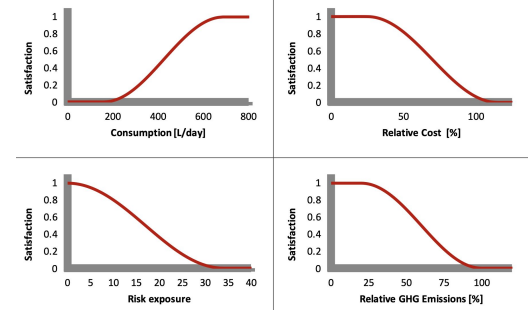 Satisfaction
1
0.8
0.6
0.4
0.2
0
0 200 400 600 800
Consumption [L/day]
Satisfaction
1
0.8
0.6
0.4
0.2
0
0 50 100
Relative Cost [%]
Satisfaction
1
0.8
0.6
0.4
0.2
0
0 5 10 15 20 25 30 35 40
Risk exposure
Satisfaction
1
0.8
0.6
0.4
0.2
0
0 25 50 75 100
Relative GHG Emissions [%]